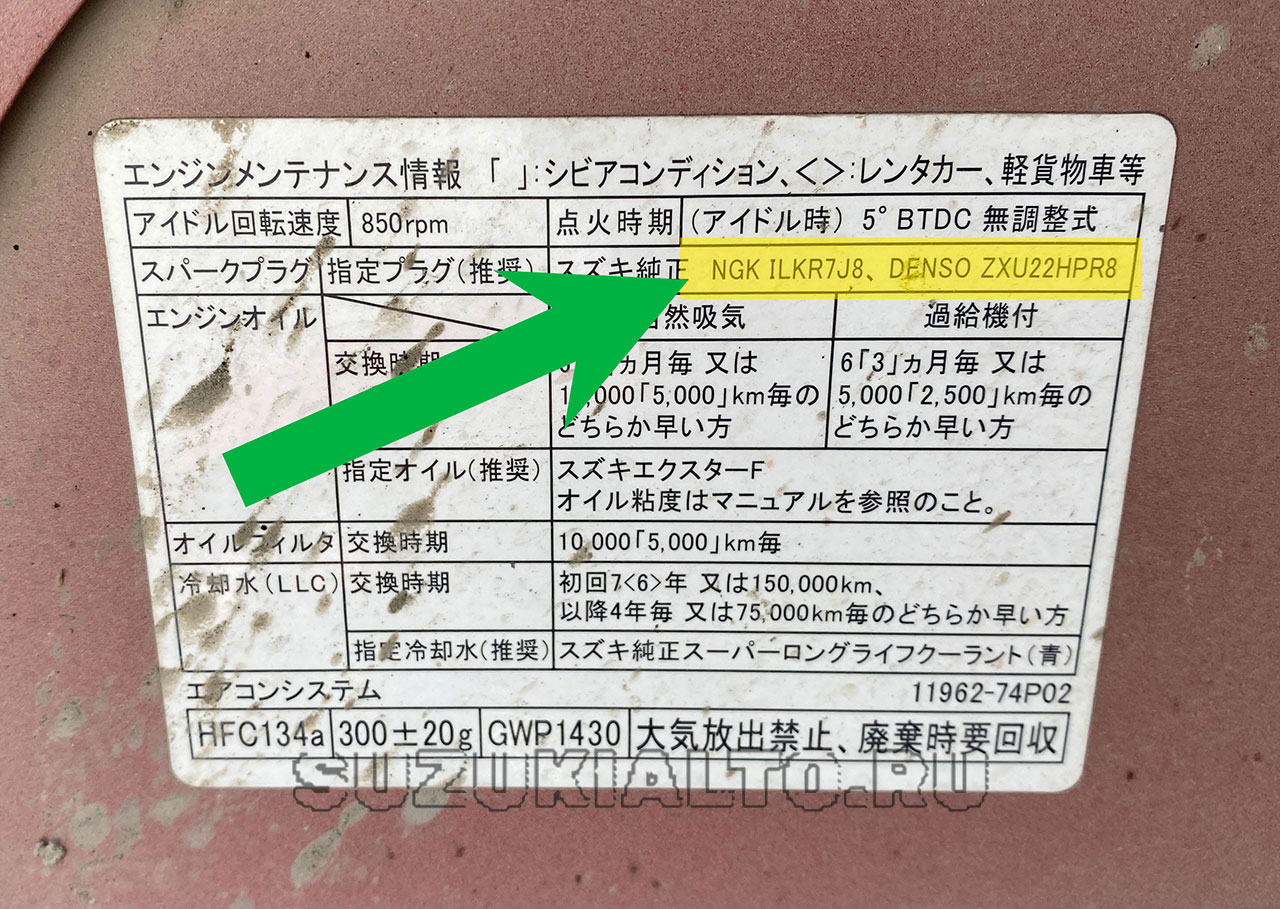 エンジンメンテナンス情報 「 」:シビアコンディション、<>:レンタカー、軽貨物車等
アイドル回転速度 850rpm 点火時期 (アイドル時) 5°BTDC 無調整式
スパークプラグ 指定プラグ(推奨) スズキ純正 NGK ILKR7J8、DENSO ZXU22HPR8
エンジンオイル 然吸気 過給機付
交換時期 ヵ月毎 又は 6「3」ヵ月毎 又は
,000「5,000」km毎の 5,000「2,500」km毎の
どちらか早い方 どちらか早い方
指定オイル(推奨) スズキエクスターF
オイル粘度はマニュアルを参照のこと。
オイルフィルタ 交換時期 10,000「5,000」km毎
冷却水(LLC) 交換時期 初回7<6>年 又は150,000km、
以降4年毎 又は75,000km毎のどちらか早い方
指定冷却水(推奨) スズキ純正スーパーロングライフクーラント(青)
エアコンシステム 11962-74P02
HFC134a 300±20g GWP1430 大気放出禁止、廃棄時要回収
SUZUKIALTO.RU